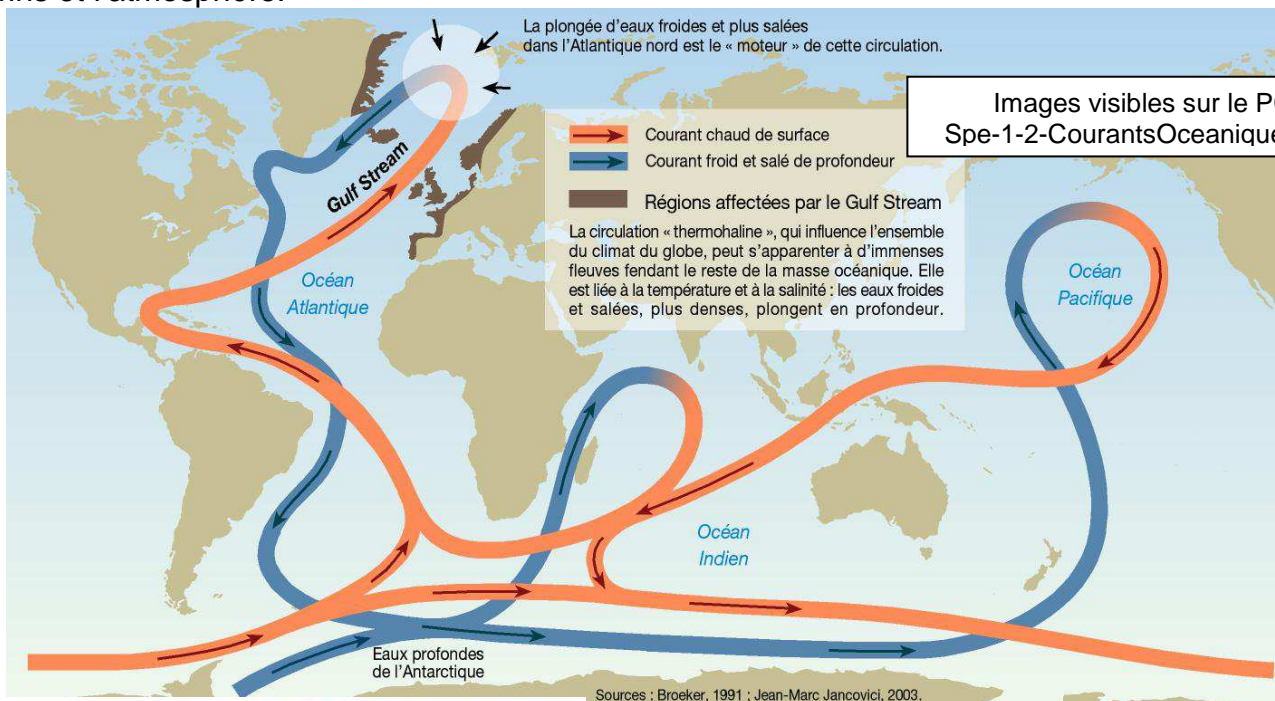 et l'atmosphère.
La plongée d'eaux froides et plus salées
dans l'Atlantique nord est le « moteur » de cette circulation.
Images visibles sur le
Courant chaud de surface
Courant froid et salé de profondeur
Régions affectées par le Gulf Stream
La circulation « thermohaline », qui influence l'ensemble
du climat du globe, peut s'apparenter à d'immenses
fleuves fendant le reste de la masse océanique. Elle
est liée à la température et à la salinité : les eaux froides
et salées, plus denses, plongent en profondeur.
Gulf Stream
Océan
Atlantique
Océan
Pacifique
Océan
Indien
Eaux profondes
de l'Antarctique
Sources : Broeker, 1991 ; Jean-Marc Jancovici, 2003.